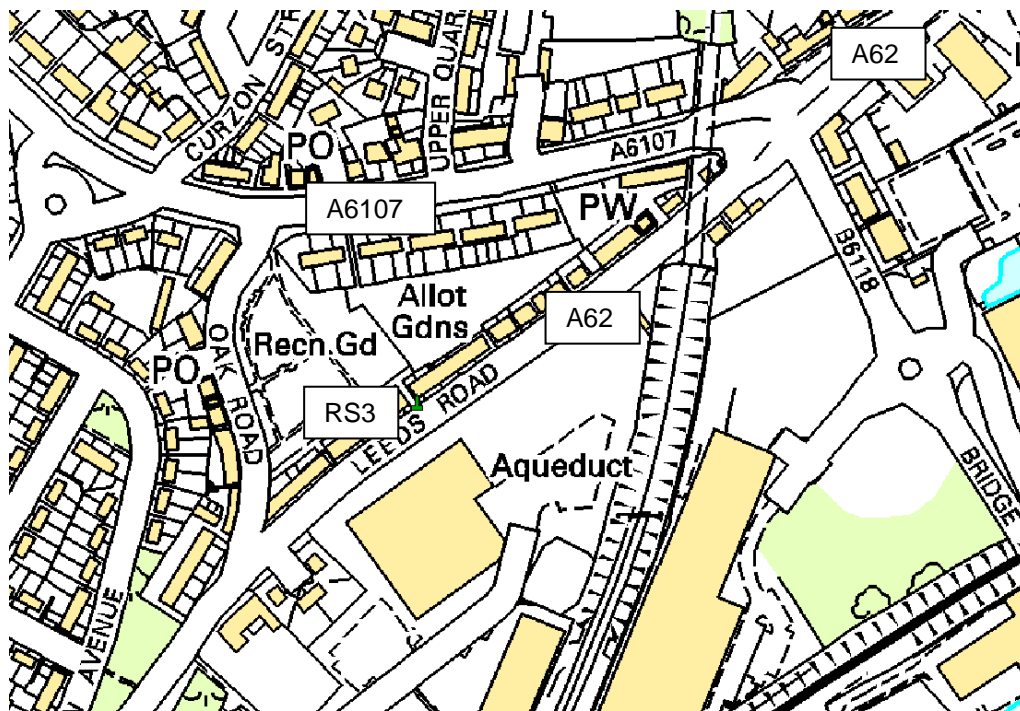 A62
CURZON STR
UPPER QUAR
PO
A6107
A6107
PW
B6118
Allot
Gdns
A62
Recn Gd
PO
OAK ROAD
RS3
LEEDS ROAD
Aqueduct
BRIDGE
AVENUE